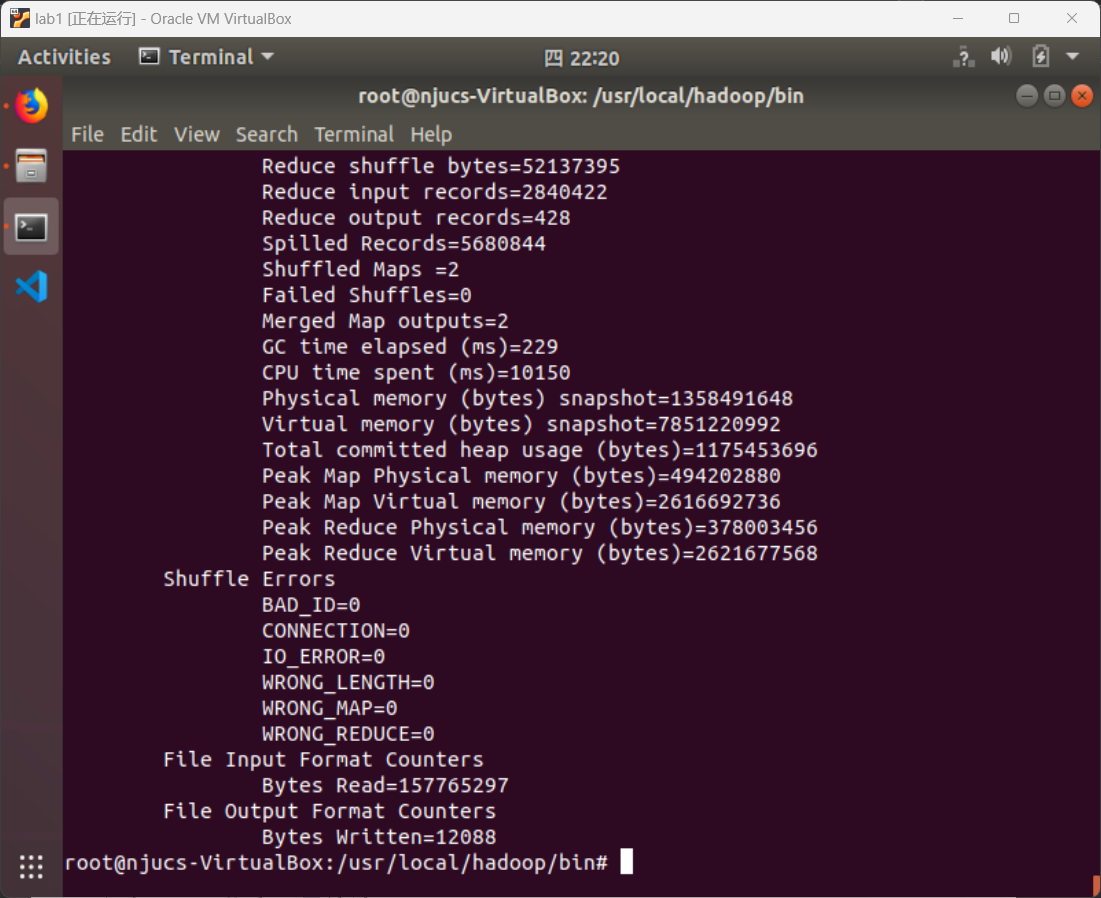 lab1 [正在运行] - Oracle VM VirtualBox
Activities Terminal 四 22:20
root@njucs-VirtualBox: /usr/local/hadoop/bin
File Edit View Search Terminal Help
Reduce shuffle bytes=52137395
Reduce input records=2840422
Reduce output records=428
Spilled Records=5680844
Shuffled Maps =2
Failed Shuffles=0
Merged Map outputs=2
GC time elapsed (ms)=229
CPU time spent (ms)=10150
Physical memory (bytes) snapshot=1358491648
Virtual memory (bytes) snapshot=7851220992
Total committed heap usage (bytes)=1175453696
Peak Map Physical memory (bytes)=494202880
Peak Map Virtual memory (bytes)=2616692736
Peak Reduce Physical memory (bytes)=378003456
Peak Reduce Virtual memory (bytes)=2621677568
Shuffle Errors
BAD_ID=0
CONNECTION=0
IO_ERROR=0
WRONG_LENGTH=0
WRONG_MAP=0
WRONG_REDUCE=0
File Input Format Counters
Bytes Read=157765297
File Output Format Counters
Bytes Written=12088
root@njucs-VirtualBox:/usr/local/hadoop/bin#